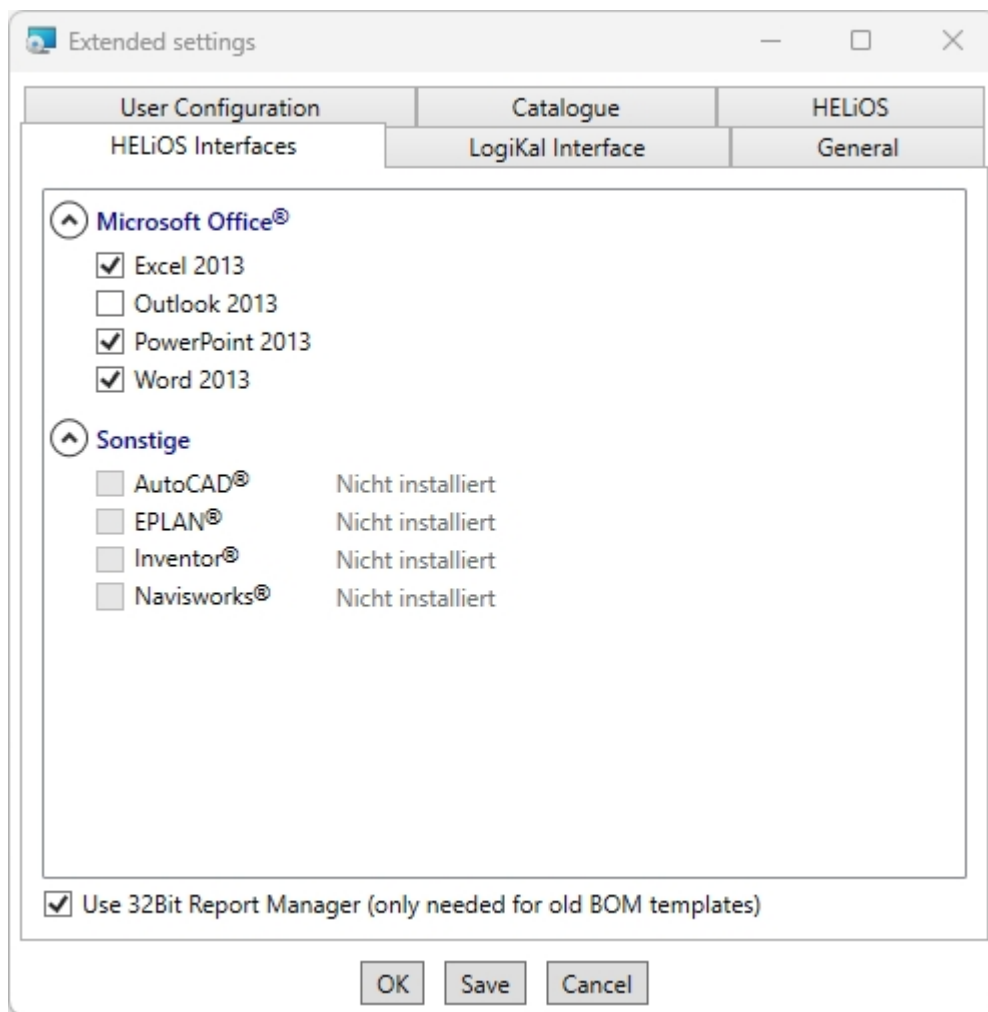 Extended settings
User Configuration Catalogue HELiOS
HELiOS Interfaces LogiKal Interface General
Microsoft Office®
Excel 2013
Outlook 2013
PowerPoint 2013
Word 2013
Sonstige
AutoCAD® Nicht installiert
EPLAN® Nicht installiert
Inventor® Nicht installiert
Navisworks® Nicht installiert
Use 32Bit Report Manager (only needed for old BOM templates)
OK Save Cancel